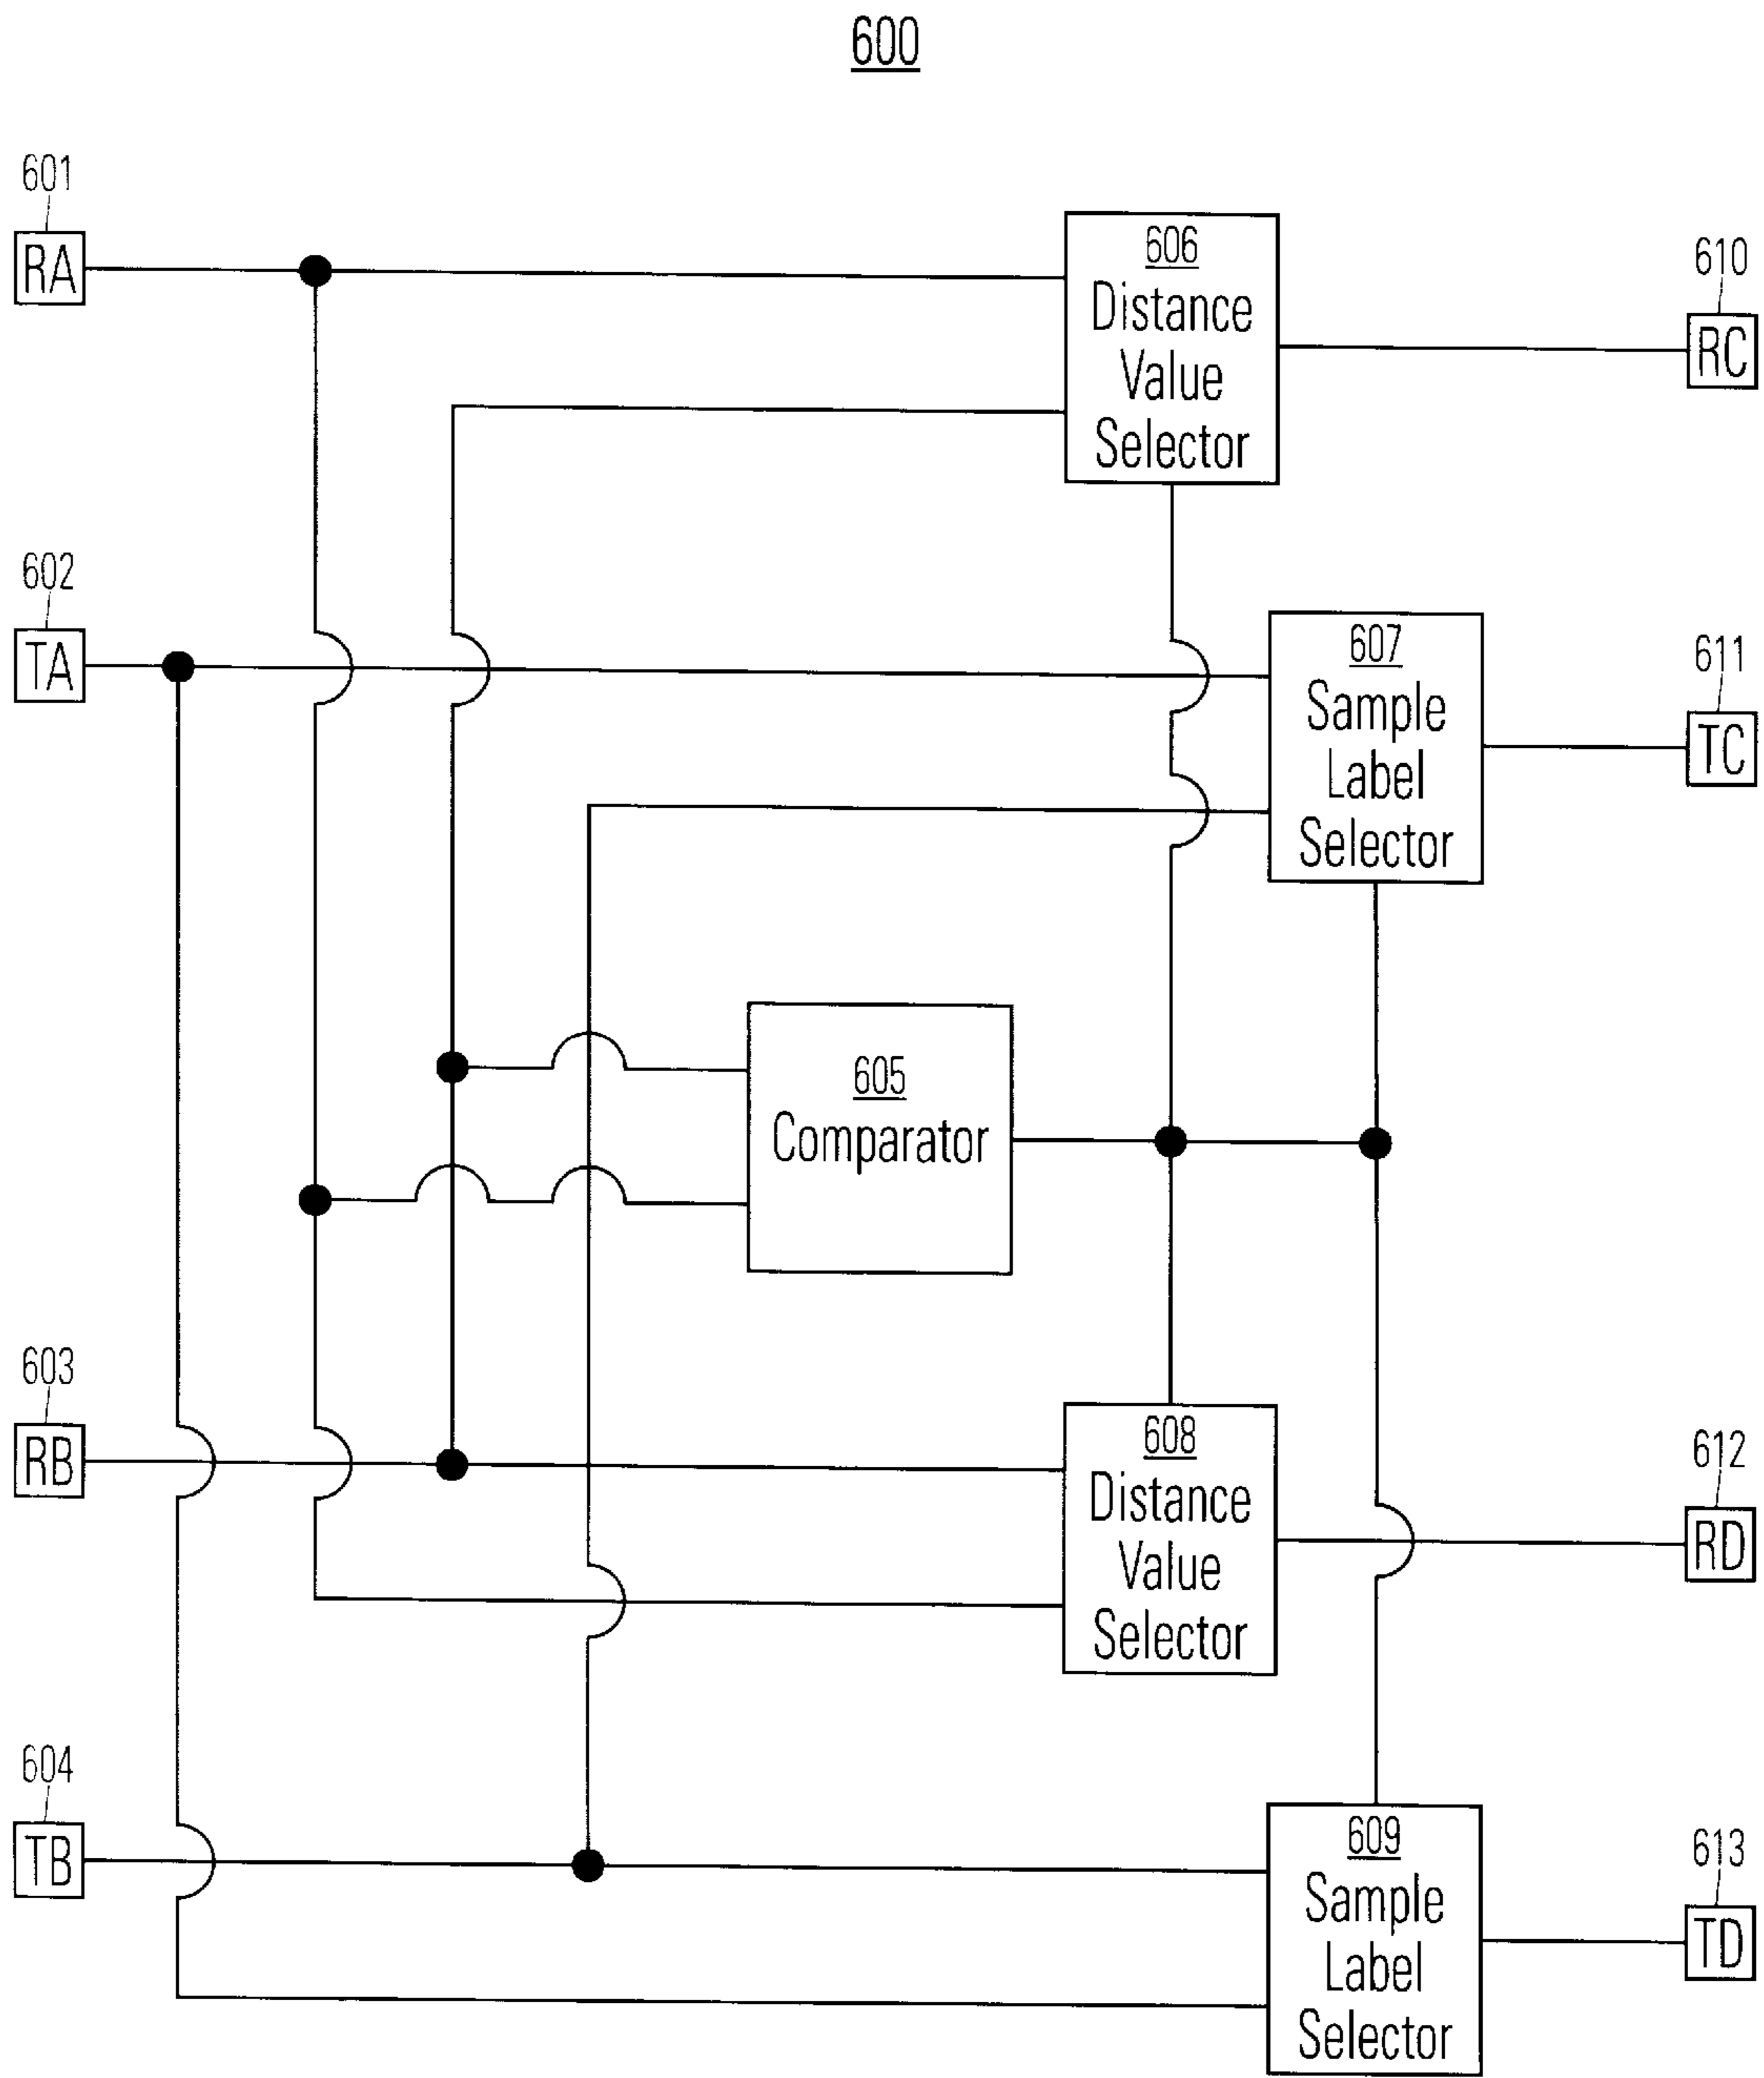 600
601
RA
606
Distance
Value
Selector
610
RC
602
TA
607
Sample
Label
Selector
611
TC
605
Comparator
603
RB
608
Distance
Value
Selector
612
RD
604
TB
609
Sample
Label
Selector
613
TD